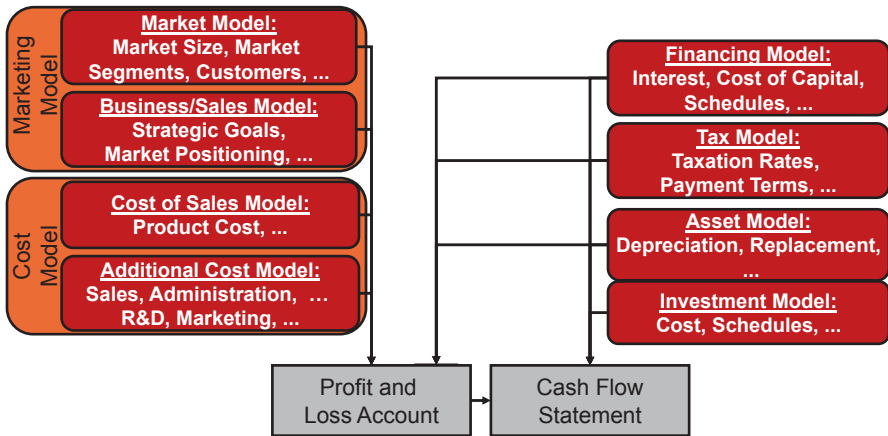 Marketing
Model
Market Model:
Market Size, Market
Segments, Customers, ...
Business/Sales Model:
Strategic Goals,
Market Positioning, ...
Cost
Model
Cost of Sales Model:
Product Cost, ...
Additional Cost Model:
Sales, Administration, ...
R&D, Marketing, ...
Financing Model:
Interest, Cost of Capital,
Schedules, ...
Tax Model:
Taxation Rates,
Payment Terms, ...
Asset Model:
Depreciation, Replacement,
...
Investment Model:
Cost, Schedules, ...
Profit and
Loss Account
Cash Flow
Statement